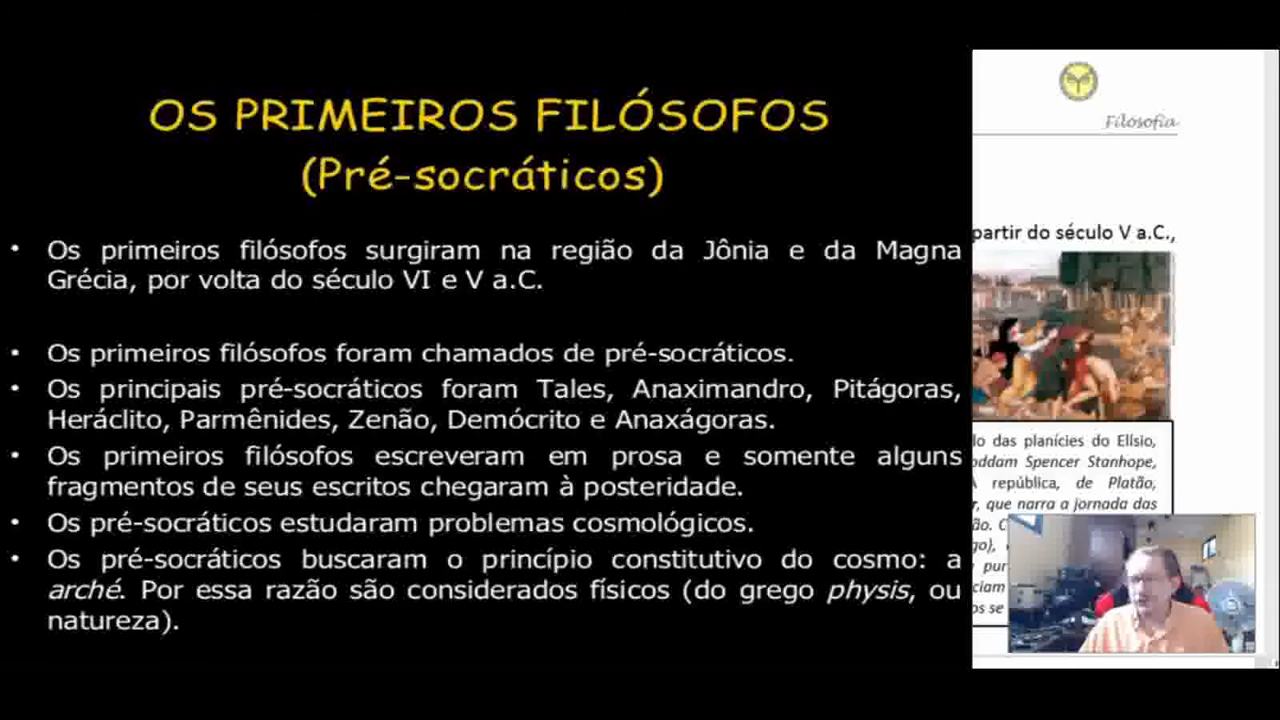 OS PRIMEIROS FILÓSOFOS
(Pré-socráticos)
• Os primeiros filósofos surgiram na região da Jônia e da Magna
Grécia, por volta do século VI e V a.C.
• Os primeiros filósofos foram chamados de pré-socráticos.
• Os principais pré-socráticos foram Tales, Anaximandro, Pitágoras,
Heráclito, Parmênides, Zenão, Demócrito e Anaxágoras.
• Os primeiros filósofos escreveram em prosa e somente alguns
fragmentos de seus escritos chegaram à posteridade.
• Os pré-socráticos estudaram problemas cosmológicos.
• Os pré-socráticos buscaram o princípio constitutivo do cosmo: a
arché. Por essa razão são considerados físicos (do grego physis, ou
natureza).
Filosofia
partir do século V a.C.,
das planícies do Elísio,
Spencer Stanhope,
república, de Platão,
que narra a jornada das